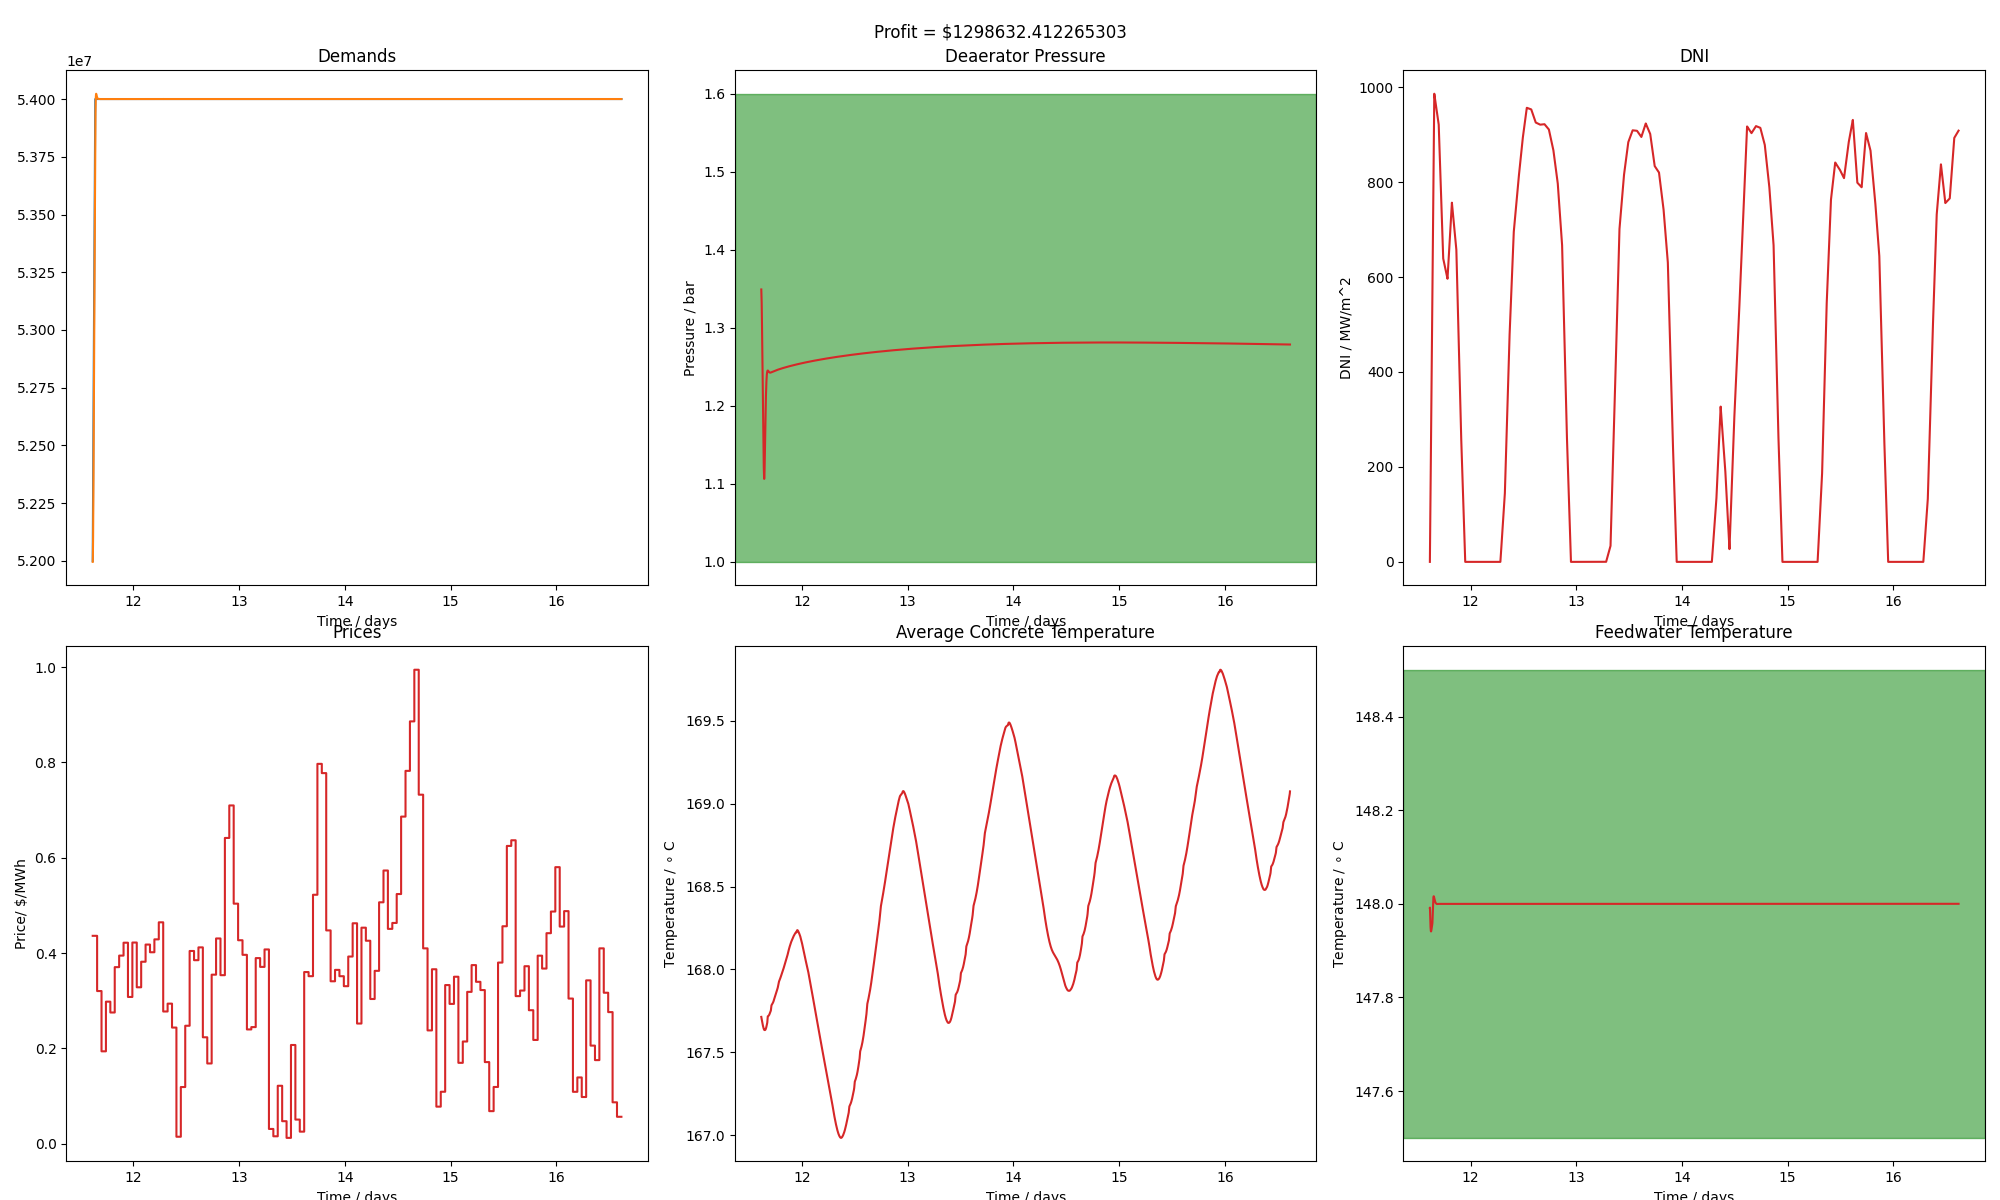 Profit = $1298632.412265303
Demands
1e7
5.400
5.375
5.350
5.325
5.300
5.275
5.250
5.225
5.200
12 13 14 15 16
Time / days
Deaerator Pressure
Pressure / bar
1.6
1.5
1.4
1.3
1.2
1.1
1.0
12 13 14 15 16
Time / days
DNI
DNI / MW/m^2
1000
800
600
400
200
0
12 13 14 15 16
Time / days
Prices
Price/ $/MWh
1.0
0.8
0.6
0.4
0.2
0.0
12 13 14 15 16
Time / days
Average Concrete Temperature
Temperature / ∘ C
169.5
169.0
168.5
168.0
167.5
167.0
12 13 14 15 16
Time / days
Feedwater Temperature
Temperature / ∘ C
148.4
148.2
148.0
147.8
147.6
12 13 14 15 16
Time / days